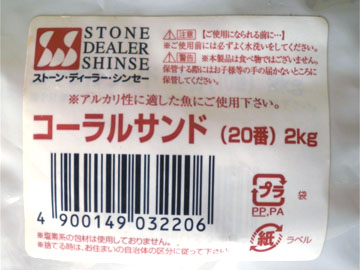 STONE
DEALER
SHINSE
ストーン・ディーラー・シンセー
⚠注意 【ご使用になられる前に…】
※ご使用前には必ずよく水洗いをしてください。
⚠警告 ※本製品は食べ物ではございません。
保管する際にはお子様等の手の届かないところに
保管してください。
※アルカリ性に適した魚にご使用下さい。
コーラルサンド (20番) 2kg
4 900149 032206
プラ 袋
PP,PA
紙 ラベル
※塩素系の包材は使用しておりません。
※捨てる時は、お住まいの自治体の区分に従って下さい